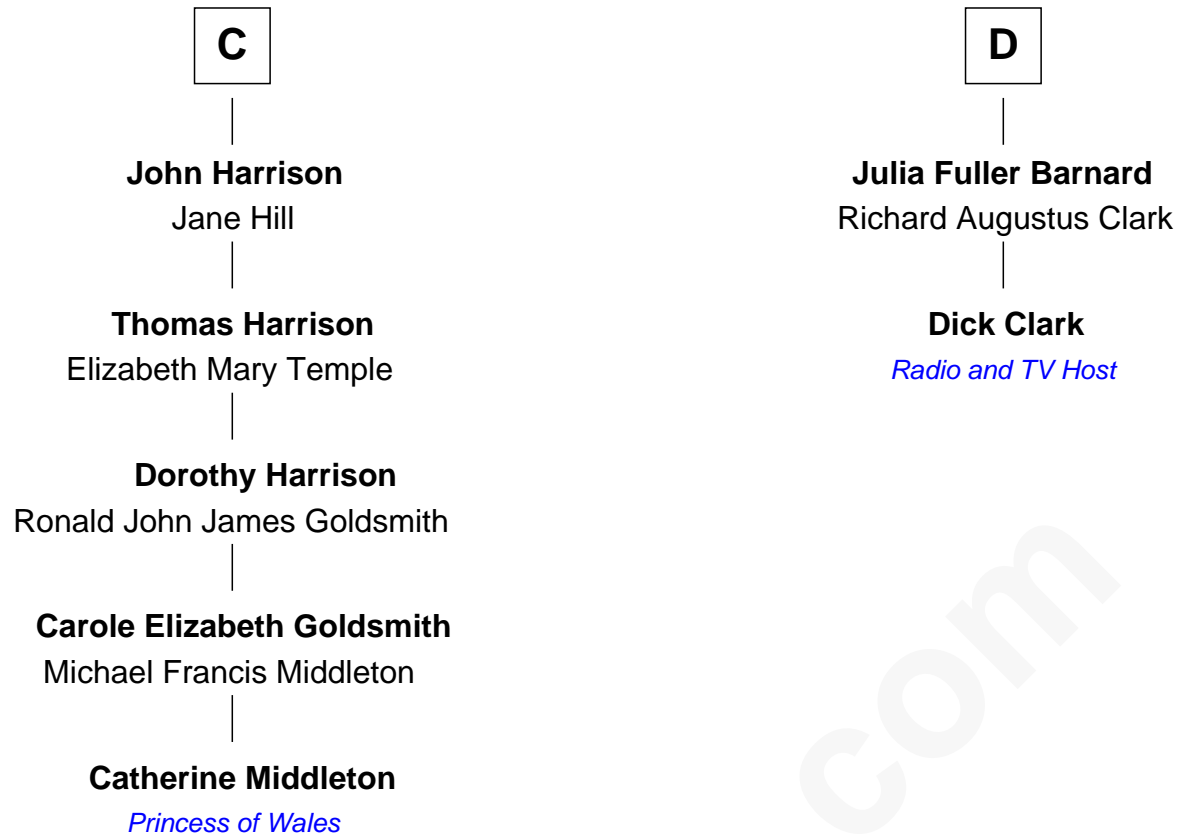 C
John Harrison
Jane Hill
Thomas Harrison
Elizabeth Mary Temple
Dorothy Harrison
Ronald John James Goldsmith
Carole Elizabeth Goldsmith
Michael Francis Middleton
Catherine Middleton
Princess of Wales
D
Julia Fuller Barnard
Richard Augustus Clark
Dick Clark
Radio and TV Host
com